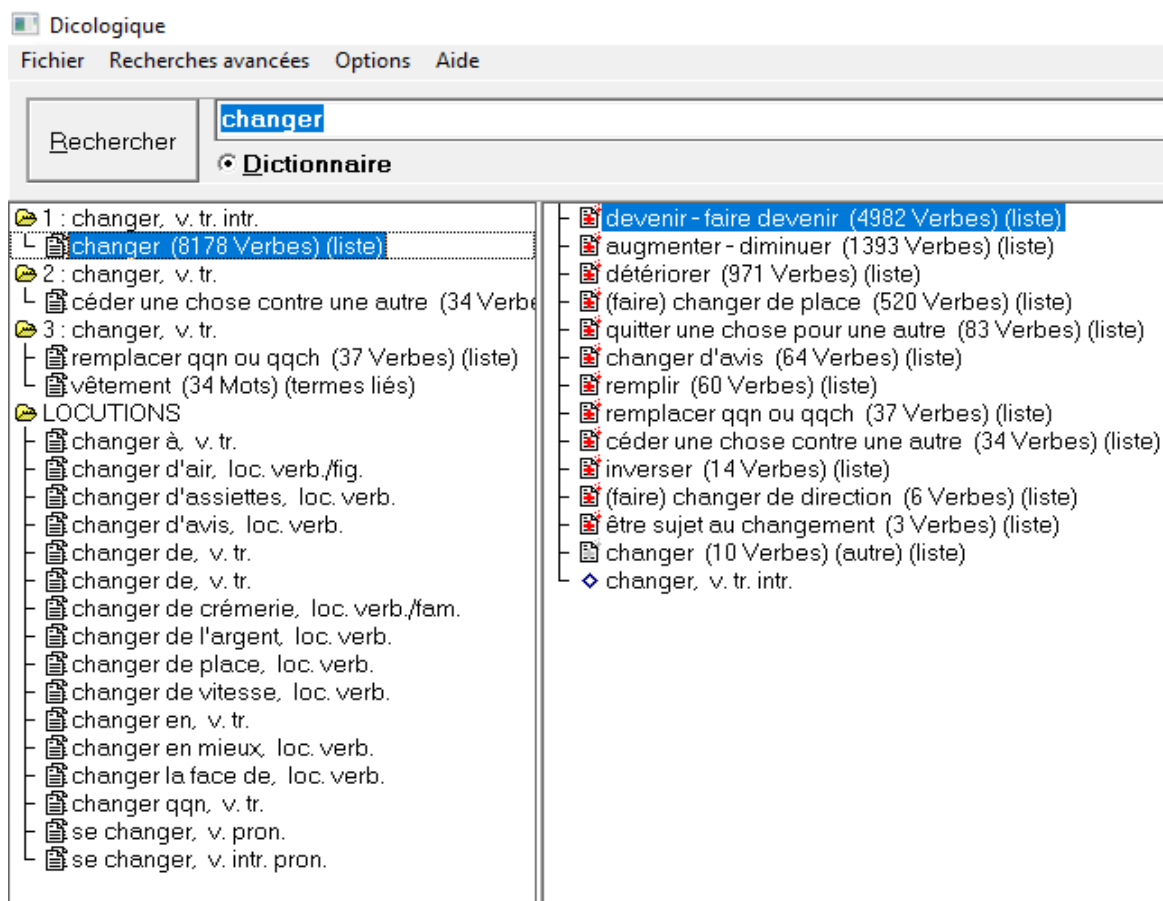 Dicologique
Fichier Recherches avancées Options Aide
Rechercher
changer
Dictionnaire
1 : changer, v. tr. intr.
changer (8178 Verbes) (liste)
2 : changer, v. tr.
céder une chose contre une autre (34 Verbe
3 : changer, v. tr.
remplacer qqn ou qqch (37 Verbes) (liste)
vêtement (34 Mots) (termes liés)
LOCUTIONS
changer à, v. tr.
changer d'air, loc. verb./fig.
changer d'assiettes, loc. verb.
changer d'avis, loc. verb.
changer de, v. tr.
changer de, v. tr.
changer de crémerie, loc. verb./fam.
changer de l'argent, loc. verb.
changer de place, loc. verb.
changer de vitesse, loc. verb.
changer en, v. tr.
changer en mieux, loc. verb.
changer la face de, loc. verb.
changer qqn, v. tr.
se changer, v. pron.
se changer, v. intr. pron.
devenir - faire devenir (4982 Verbes) (liste)
augmenter - diminuer (1393 Verbes) (liste)
détériorer (971 Verbes) (liste)
(faire) changer de place (520 Verbes) (liste)
quitter une chose pour une autre (83 Verbes) (liste)
changer d'avis (64 Verbes) (liste)
remplir (60 Verbes) (liste)
remplacer qqn ou qqch (37 Verbes) (liste)
céder une chose contre une autre (34 Verbes) (liste)
inverser (14 Verbes) (liste)
(faire) changer de direction (6 Verbes) (liste)
être sujet au changement (3 Verbes) (liste)
changer (10 Verbes) (autre) (liste)
changer, v. tr. intr.